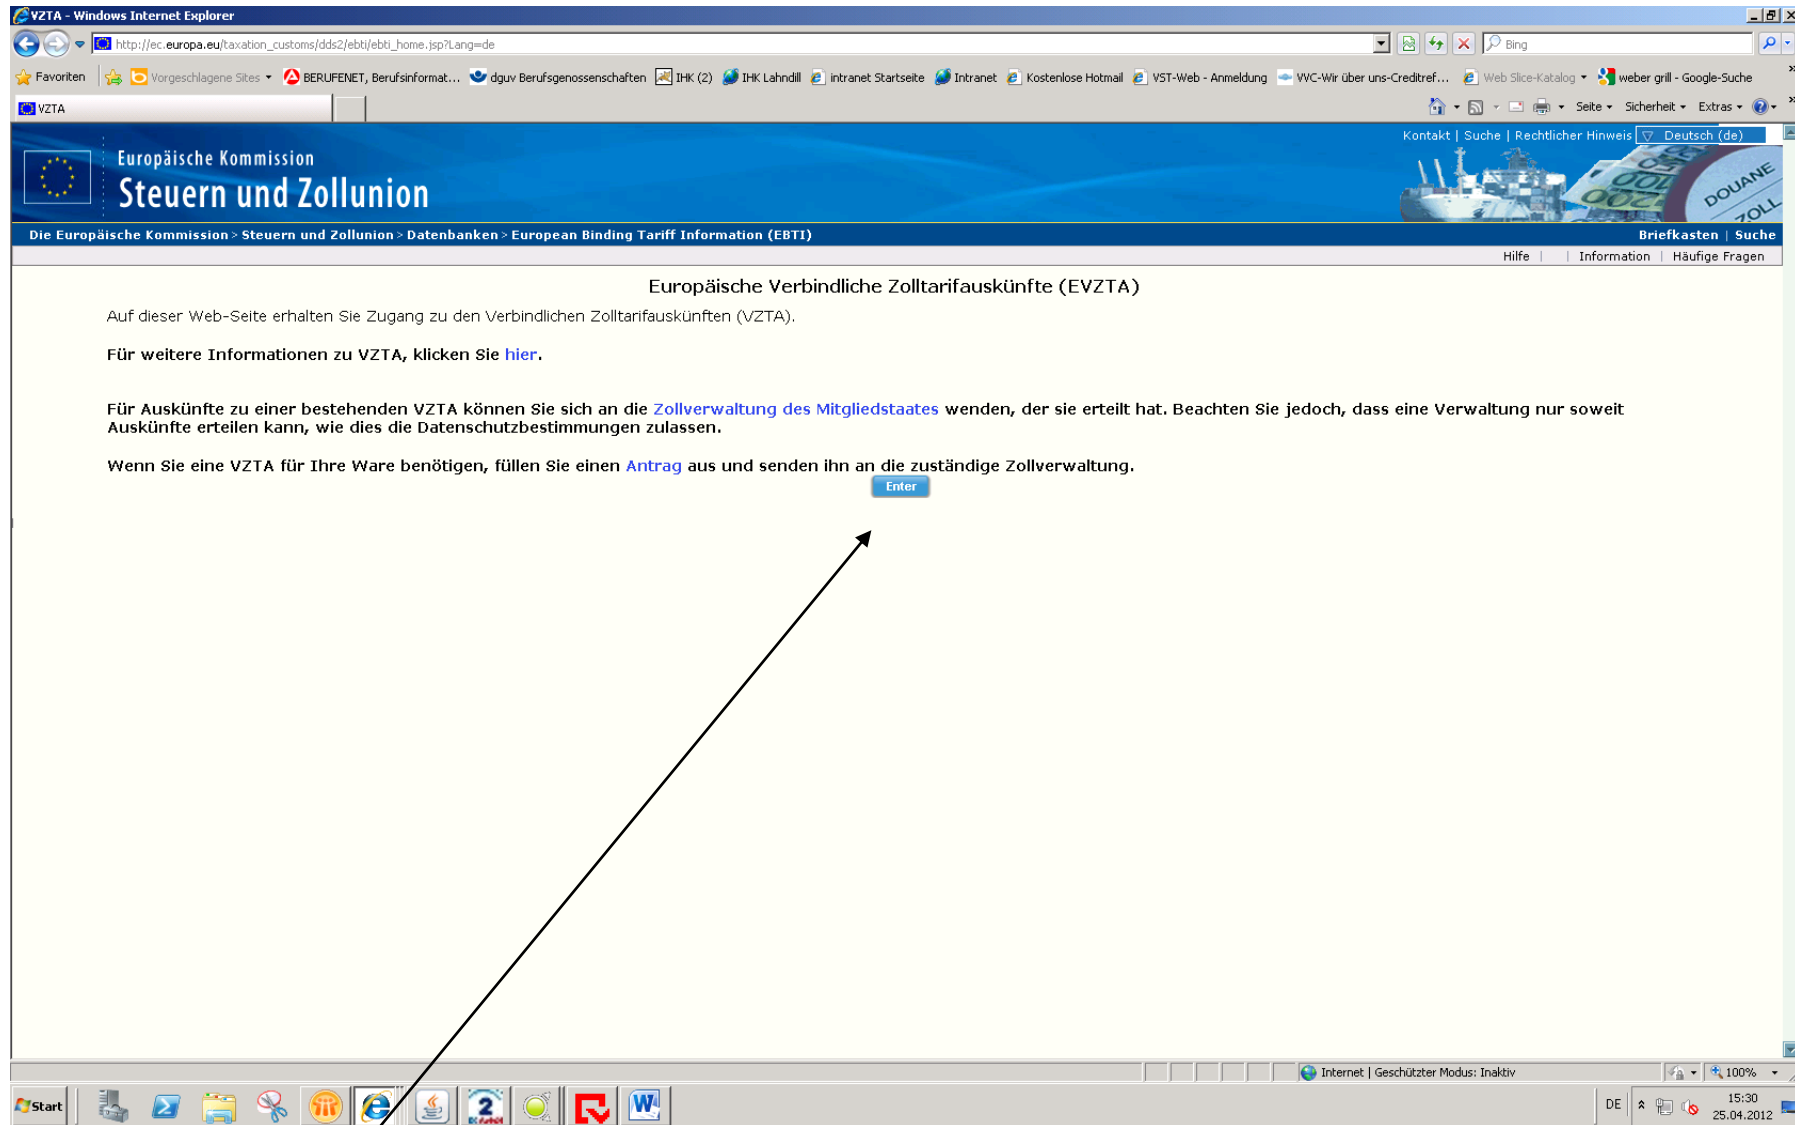 VZTA - Windows Internet Explorer
http://ec.europa.eu/taxation_customs/dds2/ebti/ebti_home.jsp?Lang=de
Bing
Favoriten Vorgeschlagene Sites BERUFENET, Berufsinformat... dguv Berufsgenossenschaften IHK (2) IHK Lahndill intranet Startseite Intranet Kostenlose Hotmail VST-Web - Anmeldung VVC-Wir über uns-Creditref... Web Slice-Katalog weber grill - Google-Suche
VZTA Seite Sicherheit Extras
Kontakt | Suche | Rechtlicher Hinweis Deutsch (de)
Europäische Kommission
Steuern und Zollunion
DOUANE
ZOLL
Die Europäische Kommission > Steuern und Zollunion > Datenbanken > European Binding Tariff Information (EBTI) Briefkasten | Suche
Hilfe | | Information | Häufige Fragen
Europäische Verbindliche Zolltarifauskünfte (EVZTA)
Auf dieser Web-Seite erhalten Sie Zugang zu den Verbindlichen Zolltarifauskünften (VZTA).
Für weitere Informationen zu VZTA, klicken Sie hier.
Für Auskünfte zu einer bestehenden VZTA können Sie sich an die Zollverwaltung des Mitgliedstaates wenden, der sie erteilt hat. Beachten Sie jedoch, dass eine Verwaltung nur soweit
Auskünfte erteilen kann, wie dies die Datenschutzbestimmungen zulassen.
Wenn Sie eine VZTA für Ihre Ware benötigen, füllen Sie einen Antrag aus und senden ihn an die zuständige Zollverwaltung.
Enter
Internet | Geschützter Modus: Inaktiv 100%
Start DE 15:30
25.04.2012